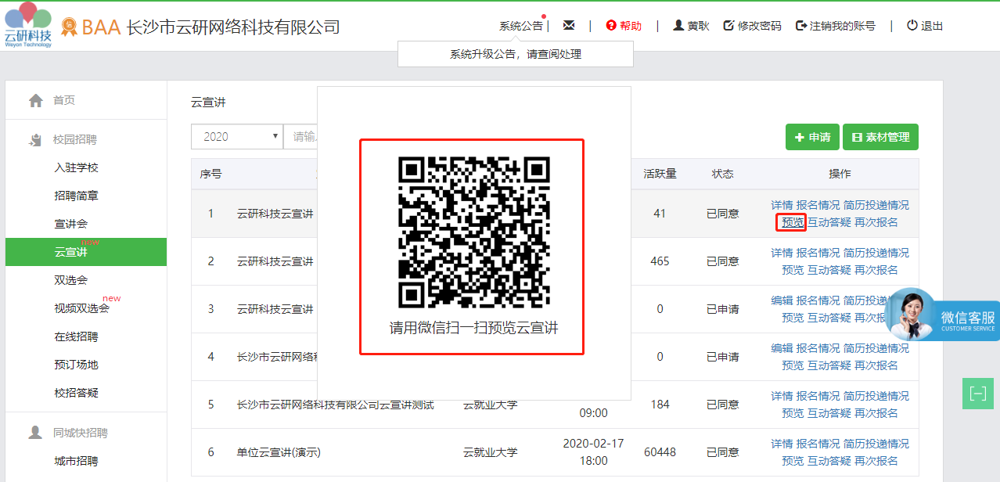 云研科技
Weyon Technology
BAA 长沙市云研网络科技有限公司
系统公告 | | 帮助 | 黄耿 修改密码 注销我的账号 | 退出
系统升级公告，请查阅处理
首页
校园招聘
入驻学校
招聘简章
宣讲会
云宣讲 new
双选会
视频双选会 new
在线招聘
预订场地
校招答疑
同城快招聘
城市招聘
云宣讲
2020 请输
申请 素材管理
序号 活跃量 状态 操作
1 云研科技云宣讲 41 已同意 详情 报名情况 简历投递情况
预览 互动答疑 再次报名
2 云研科技云宣讲 465 已同意 详情 报名情况 简历投递情况
预览 互动答疑 再次报名
3 云研科技云宣讲 0 已申请 编辑 报名情况 简历投递情况
预览 互动答疑 再次报名
4 长沙市云研网络科 0 已申请 编辑 报名情况 简历投递情况
预览 互动答疑 再次报名
5 长沙市云研网络科技有限公司云宣讲测试 云就业大学 09:00 184 已同意 详情 报名情况 简历投递情况
预览 互动答疑 再次报名
6 单位云宣讲(演示) 云就业大学 2020-02-17 18:00 60448 已同意 详情 报名情况 简历投递情况
预览 互动答疑 再次报名
请用微信扫一扫预览云宣讲
微信客服
CUSTOMER SERVICE